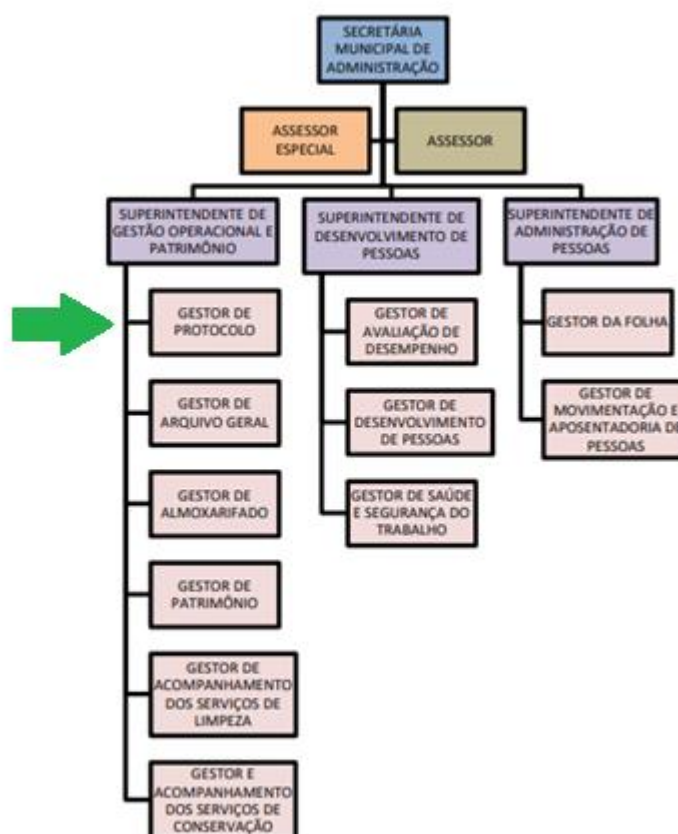 SECRETÁRIA
MUNICIPAL DE
ADMINISTRAÇÃO
ASSESSOR
ESPECIAL
ASSESSOR
SUPERINTENDENTE DE
GESTÃO OPERACIONAL E
PATRIMÔNIO
SUPERINTENDENTE DE
DESENVOLVIMENTO DE
PESSOAS
SUPERINTENDENTE DE
ADMINISTRAÇÃO DE
PESSOAS
GESTOR DE
PROTOCOLO
GESTOR DE
ARQUIVO GERAL
GESTOR DE
ALMOXARIFADO
GESTOR DE
PATRIMÔNIO
GESTOR DE
ACOMPANHAMENTO
DOS SERVIÇOS DE
LIMPEZA
GESTOR E
ACOMPANHAMENTO
DOS SERVIÇOS DE
CONSERVAÇÃO
GESTOR DE
AVALIAÇÃO DE
DESEMPENHO
GESTOR DE
DESENVOLVIMENTO
DE PESSOAS
GESTOR DE SAÚDE
E SEGURANÇA DO
TRABALHO
GESTOR DA FOLHA
GESTOR DE
MOVIMENTAÇÃO E
APOSENTADORIA DE
PESSOAS